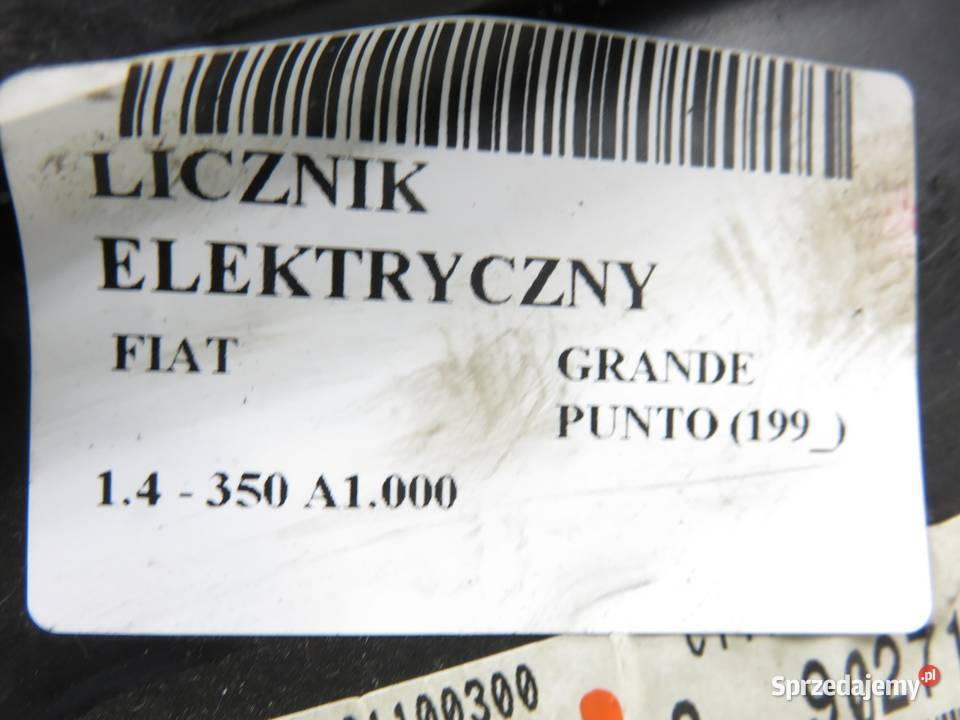 LICZNIK
ELEKTRYCZNY
FIAT
GRANDE
PUNTO (199_)
1.4 - 350 A1.000
Sprzedajemy.pl